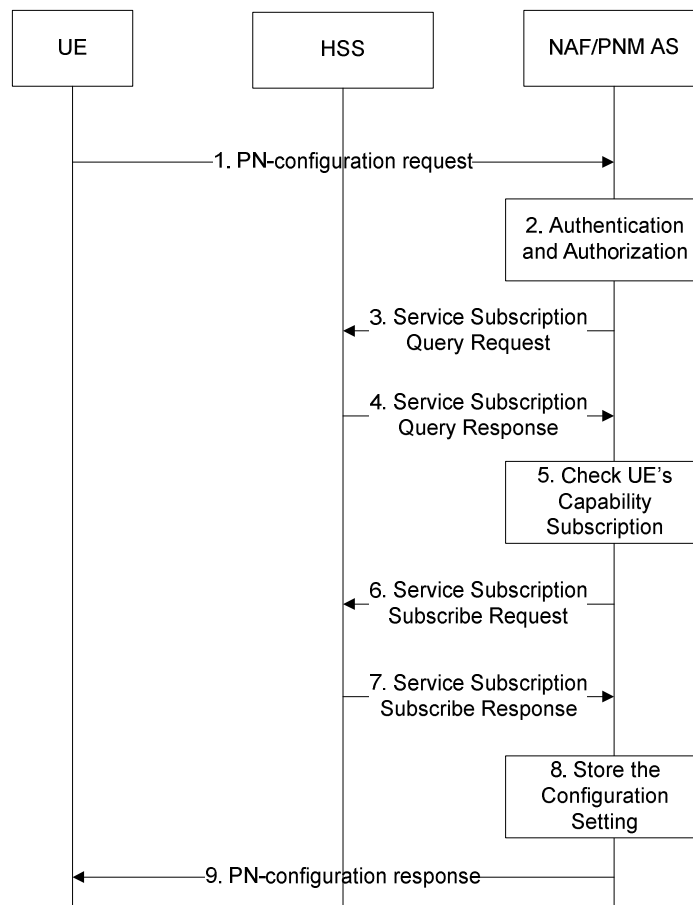 UE
HSS
NAF/PNM AS
1. PN-configuration request
2. Authentication
and Authorization
3. Service Subscription
Query Request
4. Service Subscription
Query Response
5. Check UE’s
Capability
Subscription
6. Service Subscription
Subscribe Request
7. Service Subscription
Subscribe Response
8. Store the
Configuration
Setting
9. PN-configuration response